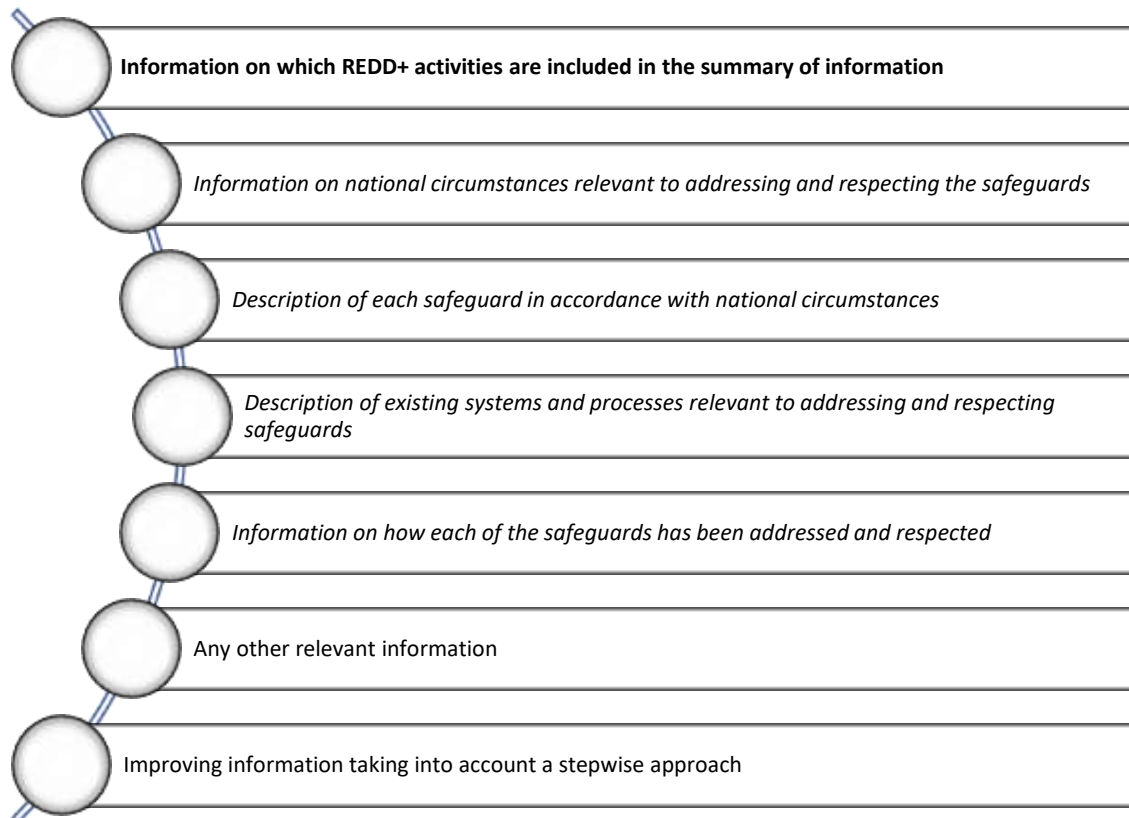 Information on which REDD+ activities are included in the summary of information
Information on national circumstances relevant to addressing and respecting the safeguards
Description of each safeguard in accordance with national circumstances
Description of existing systems and processes relevant to addressing and respecting
safeguards
Information on how each of the safeguards has been addressed and respected
Any other relevant information
Improving information taking into account a stepwise approach